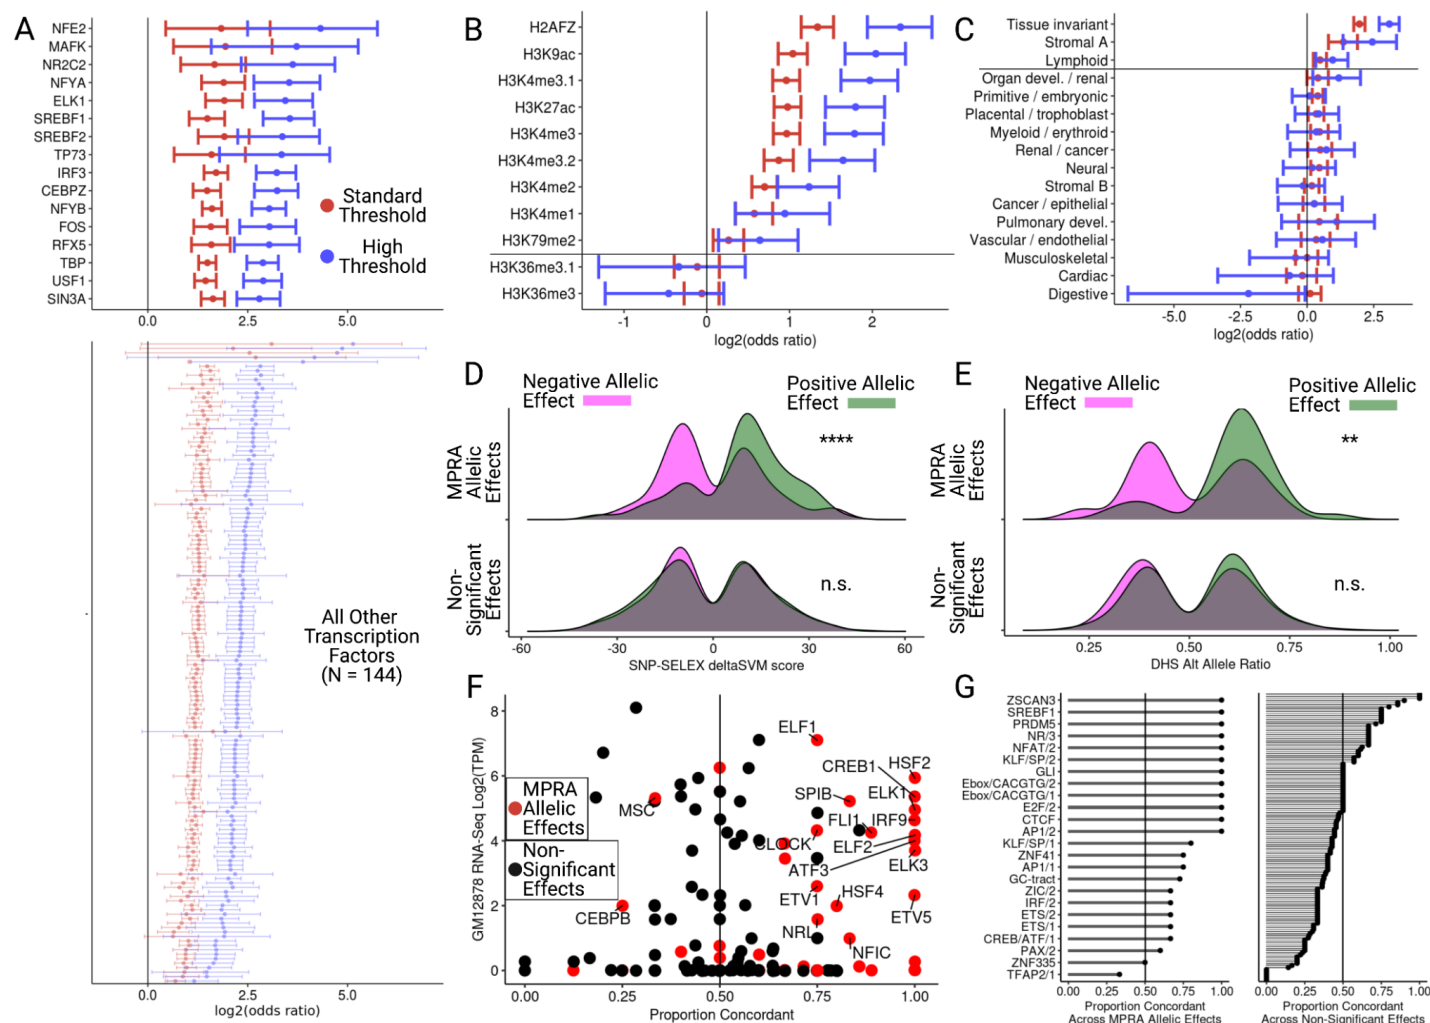 A
NFE2
MAFK
NR2C2
NFYA
ELK1
SREBF1
SREBF2
TP73
IRF3
CEBPZ
NFYB
FOS
RFX5
TBP
USF1
SIN3A
Standard
Threshold
High
Threshold
0.0
2.5
5.0
All Other
Transcription
Factors
(N = 144)
0.0
2.5
5.0
log2(odds ratio)
B
H2AFZ
H3K9ac
H3K4me3.1
H3K27ac
H3K4me3
H3K4me3.2
H3K4me2
H3K4me1
H3K79me2
H3K36me3.1
H3K36me3
-1
0
1
2
log2(odds ratio)
C
Tissue invariant
Stromal A
Lymphoid
Organ devel. / renal
Primitive / embryonic
Placental / trophoblast
Myeloid / erythroid
Renal / cancer
Neural
Stromal B
Cancer / epithelial
Pulmonary devel.
Vascular / endothelial
Musculoskeletal
Cardiac
Digestive
-5.0
-2.5
0.0
2.5
log2(odds ratio)
D
Negative Allelic
Effect
Positive Allelic
Effect
MPRA
Allelic
Effects
****
Non-
Significant
Effects
n.s.
-60
-30
0
30
60
SNP-SELEX deltaSVM score
E
Negative Allelic
Effect
Positive Allelic
Effect
MPRA
Allelic
Effects
**
Non-
Significant
Effects
n.s.
0.25
0.50
0.75
1.00
DHS Alt Allele Ratio
F
GM12878 RNA-Seq Log2(TPM)
8
6
4
2
0
MPRA
Allelic
Effects
Non-
Significant
Effects
ELF1
CREB1
HSF2
SPIB
ELK1
MSC
FLI1
IRF9
CLOCK
ELF2
ATF3
ELK3
ETV1
HSF4
CEBPB
ETV5
NRL
NFIC
0.00
0.25
0.50
0.75
1.00
Proportion Concordant
G
ZSCAN3
SREBF1
PRDM5
NR/3
NFAT/2
KLF/SP/2
GLI
Ebox/CACGTG/2
Ebox/CACGTG/1
E2F/2
CTCF
AP1/2
KLF/SP/1
ZNF41
AP1/1
GC-tract
ZIC/2
IRF/2
ETS/2
ETS/1
CREB/ATF/1
PAX/2
ZNF335
TFAP2/1
0.00
0.25
0.50
0.75
1.00
Proportion Concordant
Across MPRA Allelic Effects
0.00
0.25
0.50
0.75
1.00
Proportion Concordant
Across Non-Significant Effects